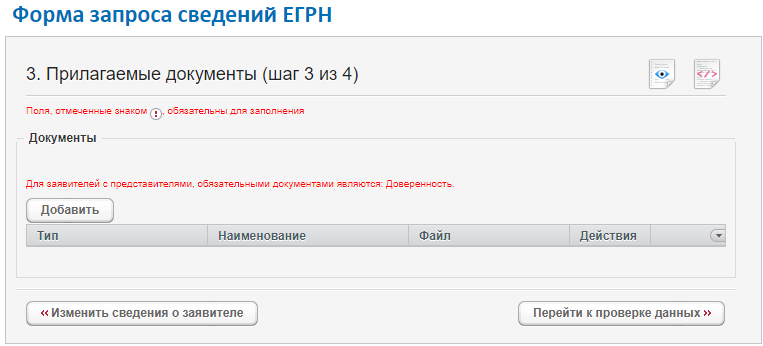 Форма запроса сведений ЕГРН
3. Прилагаемые документы (шаг 3 из 4)
Поля, отмеченные знаком (!), обязательны для заполнения
Документы
Для заявителей с представителями, обязательными документами являются: Доверенность.
Добавить
Тип Наименование Файл Действия
‹‹ Изменить сведения о заявителе Перейти к проверке данных ››